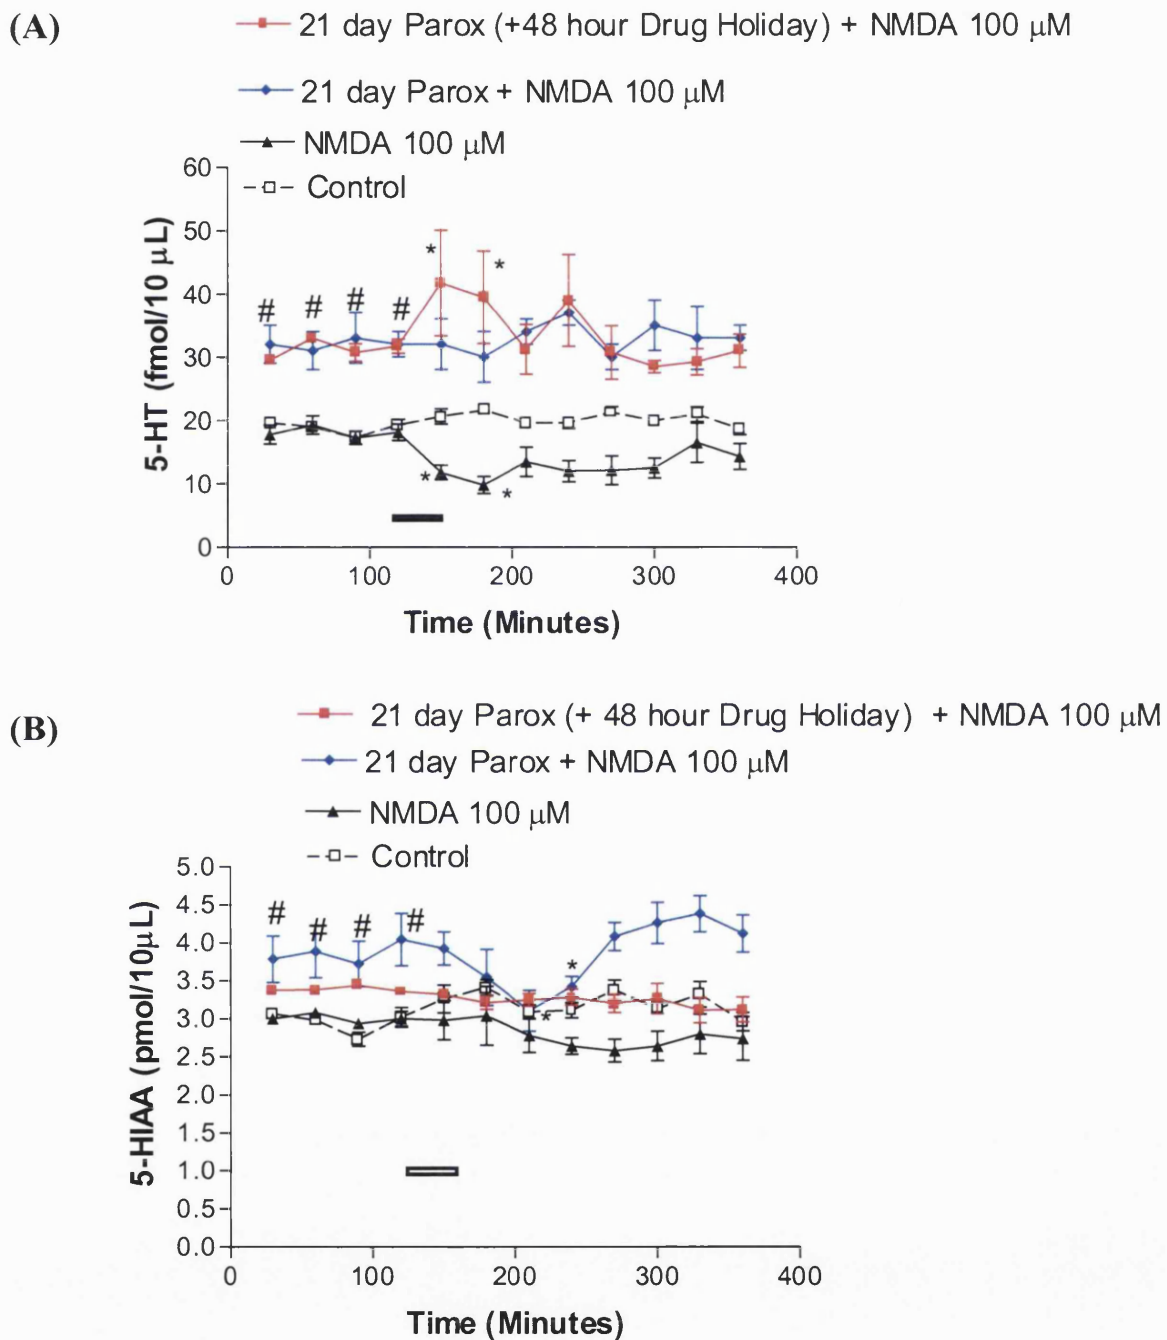 (A)
21 day Parox (+48 hour Drug Holiday) + NMDA 100 μM
21 day Parox + NMDA 100 μM
NMDA 100 μM
Control
60
50
40
30
20
10
0
5-HT (fmol/10 μL)
# # # #
* *
* *
0 100 200 300 400
Time (Minutes)
(B)
21 day Parox (+ 48 hour Drug Holiday) + NMDA 100 μM
21 day Parox + NMDA 100 μM
NMDA 100 μM
Control
5.0
4.5
4.0
3.5
3.0
2.5
2.0
1.5
1.0
0.5
0.0
5-HIAA (pmol/10μL)
# # # #
*
*
0 100 200 300 400
Time (Minutes)